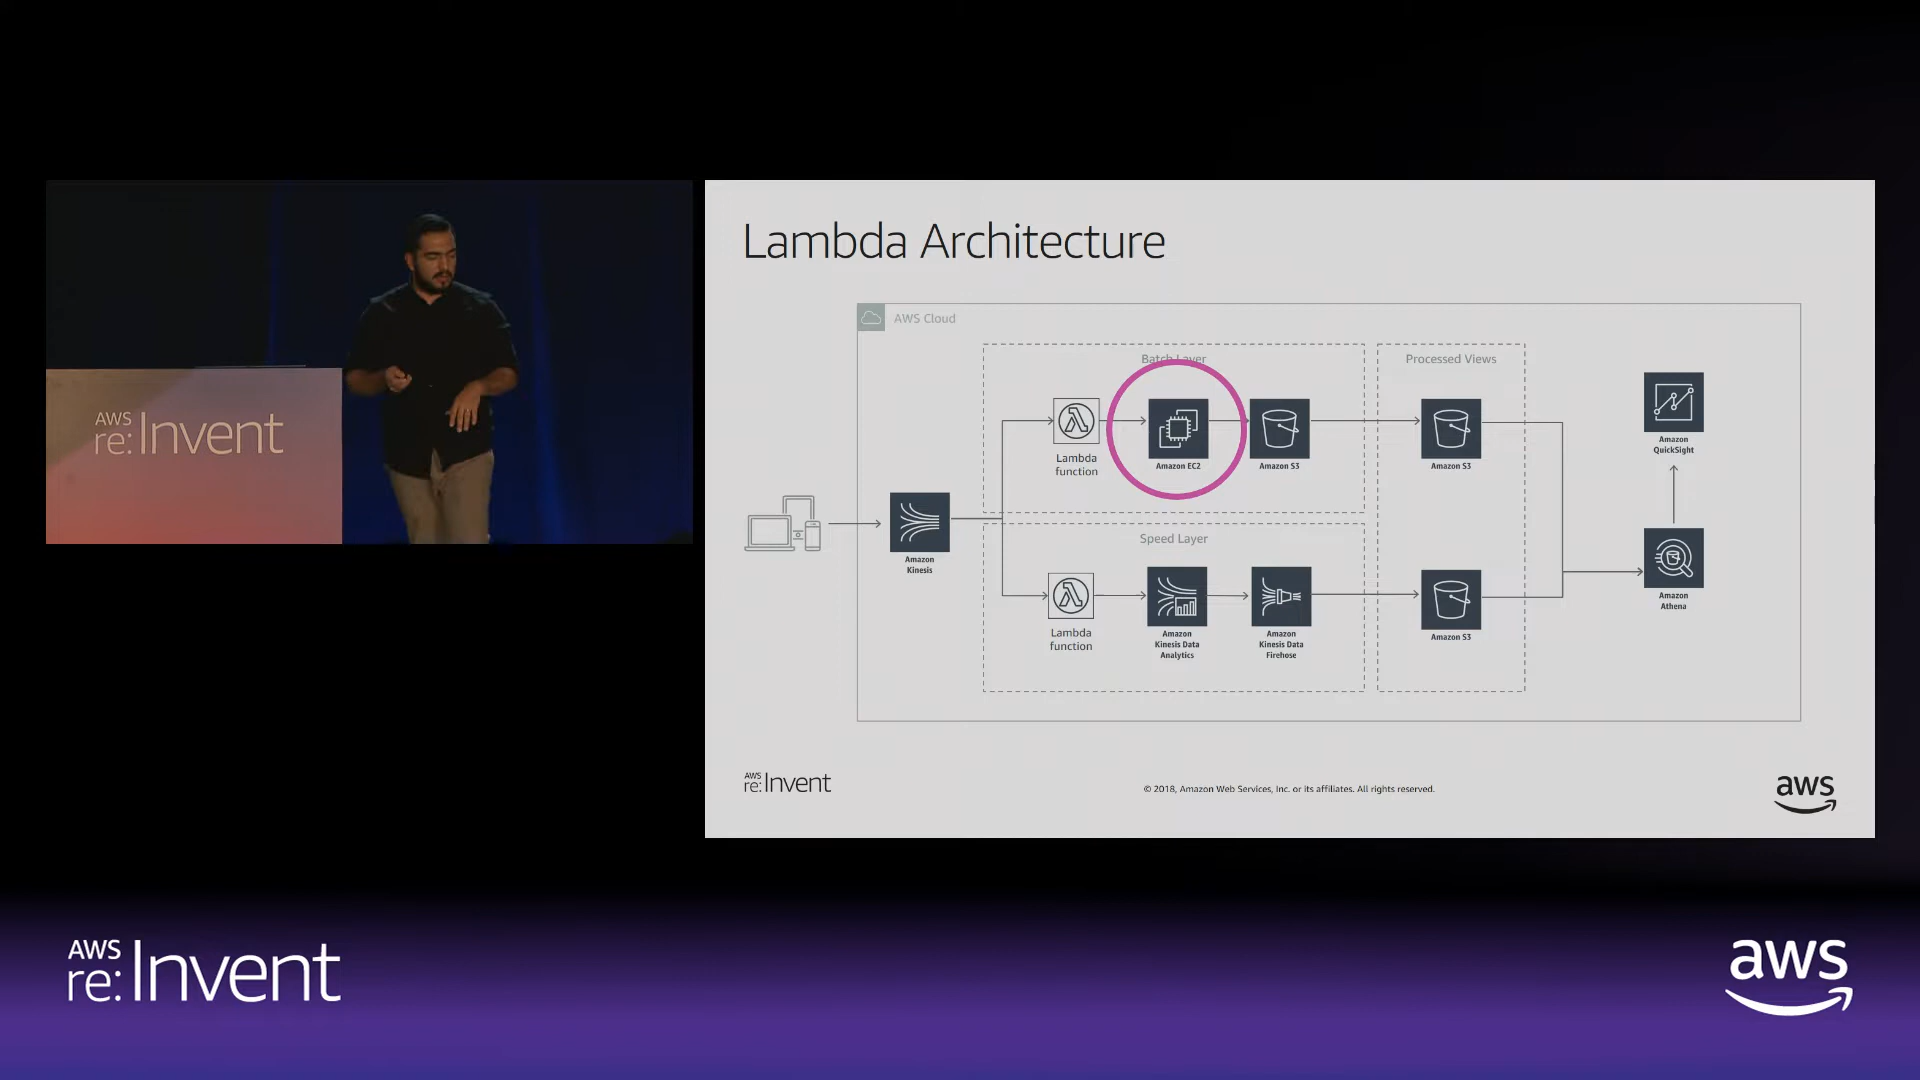 AWS
re:Invent
Lambda Architecture
AWS Cloud
Batch Layer
Processed Views
Lambda
function
Amazon EC2
Amazon S3
Amazon S3
Amazon
QuickSight
Amazon
Kinesis
Speed Layer
Lambda
function
Amazon
Kinesis Data
Analytics
Amazon
Kinesis Data
Firehose
Amazon S3
Amazon
Athena
AWS
re:Invent
© 2018, Amazon Web Services, Inc. or its affiliates. All rights reserved.
aws
AWS
re:Invent
aws